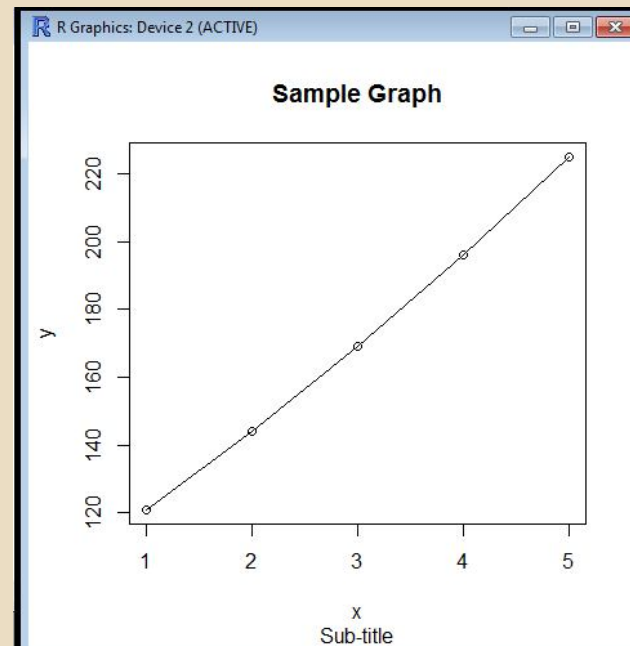 R Graphics: Device 2 (ACTIVE)
Sample Graph
220
200
180
160
140
120
y
1 2 3 4 5
x
Sub-title